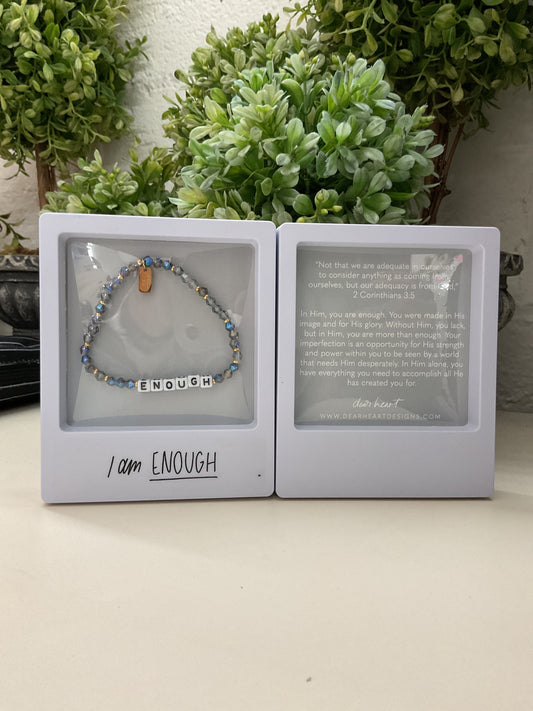 ENOUGH
I am ENOUGH
"Not that we are adequate in ourselves
to consider anything as coming from
ourselves, but our adequacy is from God."
2 Corinthians 3:5
In Him, you are enough. You were made in His
image and for His glory. Without Him, you lack,
but in Him, you are more than enough. Your
imperfection is an opportunity for His strength
and power within you to be seen by a world
that needs Him desperately. In Him alone, you
have everything you need to accomplish all He
has created you for.
dear heart
WWW.DEARHEARTDESIGNS.COM